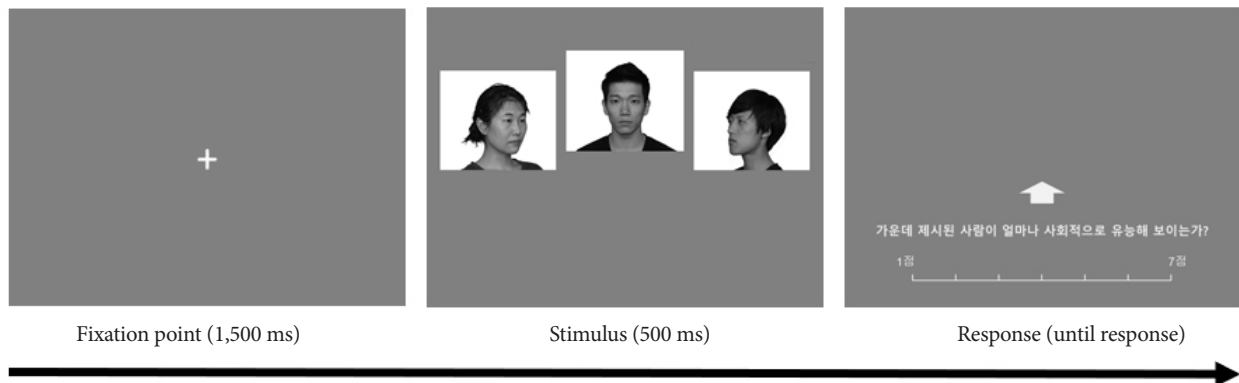 가운데 제시된 사람이 얼마나 사회적으로 유능해 보이는가?
1점 7점
Fixation point (1,500 ms) Stimulus (500 ms) Response (until response)